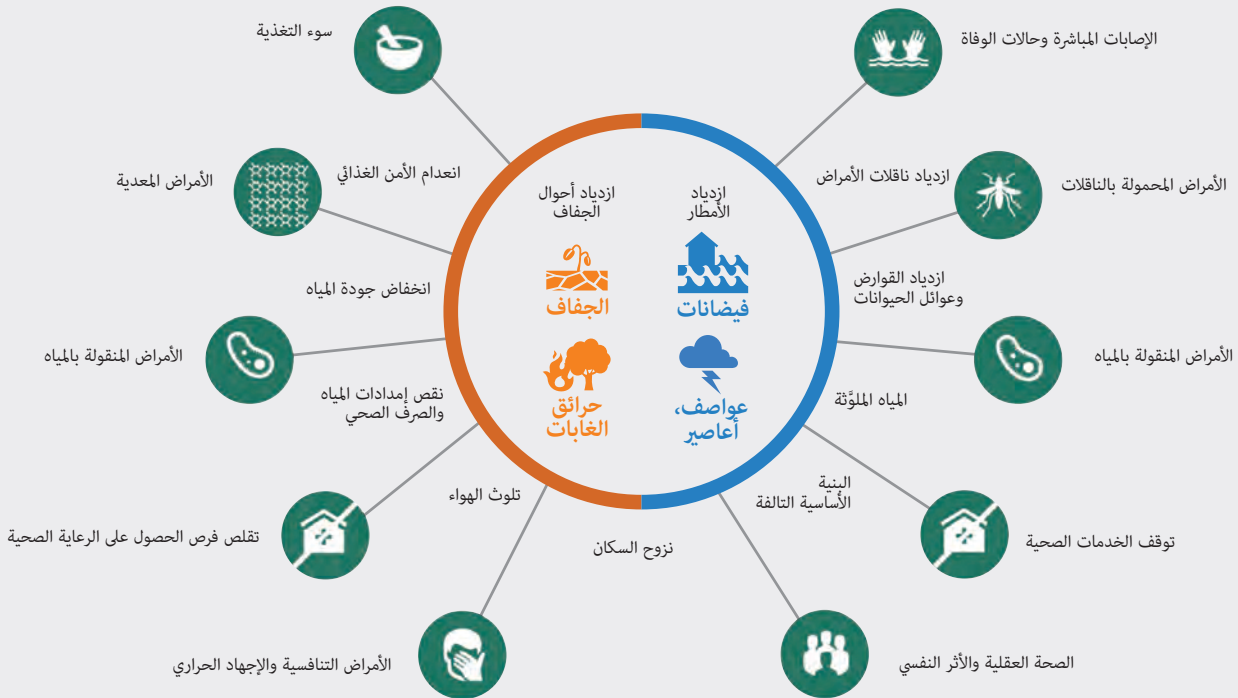 الإصابات المباشرة وحالات الوفاة
سوء التغذية
الأمراض المحمولة بالناقلات
ازدياد ناقلات الأمراض
ازدياد
الأمطار
ازدياد أحوال
الجفاف
انعدام الأمن الغذائي
الأمراض المعدية
ازدياد القوارض
وعوائل الحيوانات
فيضانات
الجفاف
انخفاض جودة المياه
الأمراض المنقولة بالمياه
المياه الملوَّثة
عواصف،
أعاصير
حرائق
الغابات
نقص إمدادات المياه
والصرف الصحي
الأمراض المنقولة بالمياه
البنية
الأساسية التالفة
تلوث الهواء
توقف الخدمات الصحية
نزوح السكان
تقلص فرص الحصول على الرعاية الصحية
الصحة العقلية والأثر النفسي
الأمراض التنافسية والإجهاد الحراري